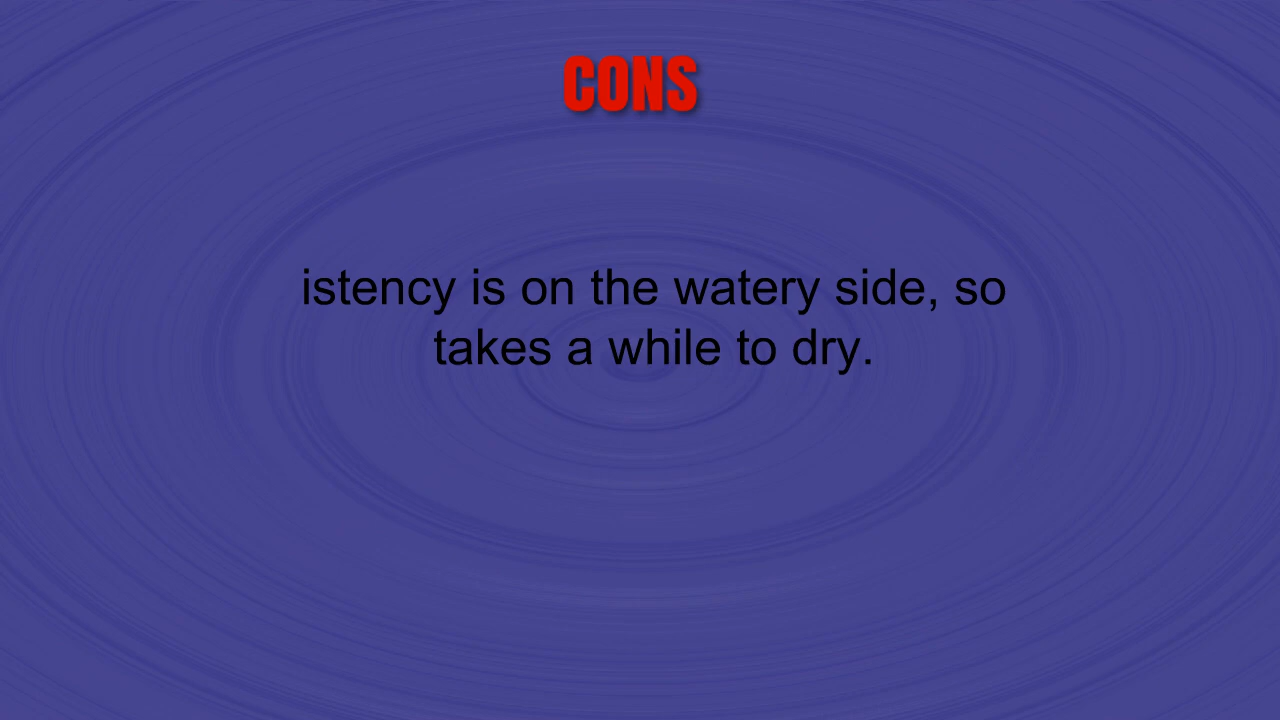 CONS
istency is on the watery side, so
takes a while to dry.